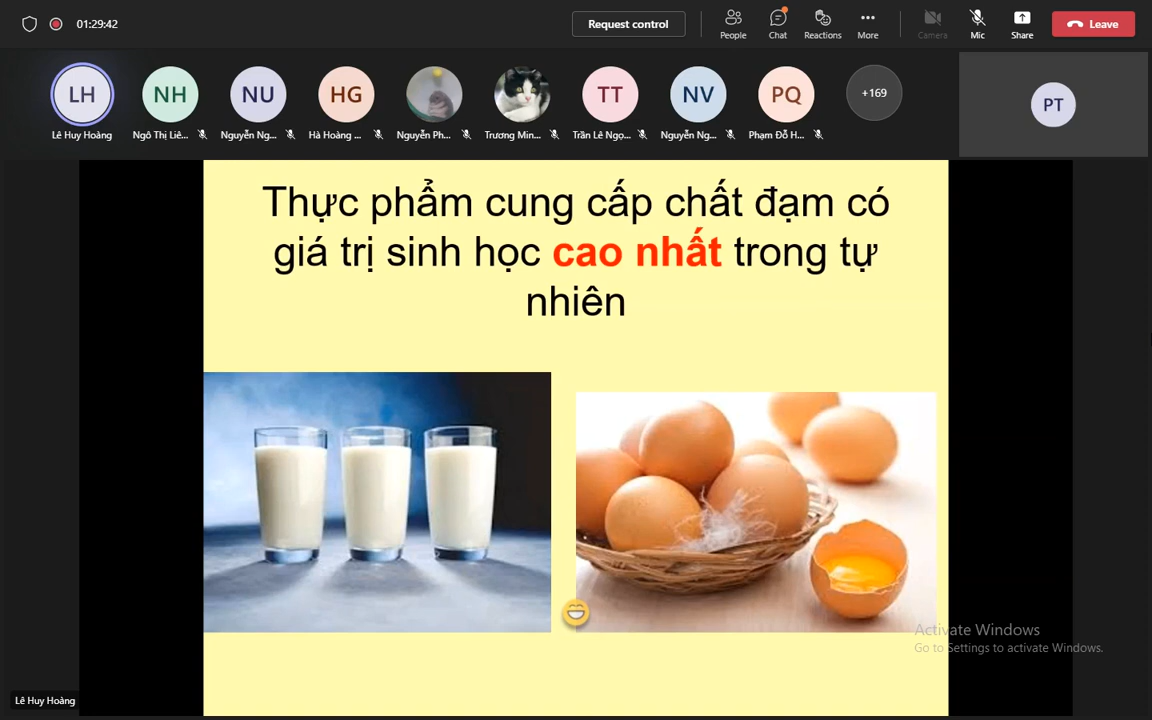 01:29:42
Request control
People
Chat
Reactions
More
Camera
Mic
Share
Leave
LH
NH
NU
HG
TT
NV
PQ
+169
PT
Lê Huy Hoàng
Ngô Thị Liê...
Nguyễn Ng...
Hà Hoàng ...
Nguyễn Ph...
Trương Min...
Trần Lê Ngọ...
Nguyễn Ng...
Phạm Đỗ H...
Thực phẩm cung cấp chất đạm có
giá trị sinh học cao nhất trong tự
nhiên
Activate Windows
Go to Settings to activate Windows.
Lê Huy Hoàng